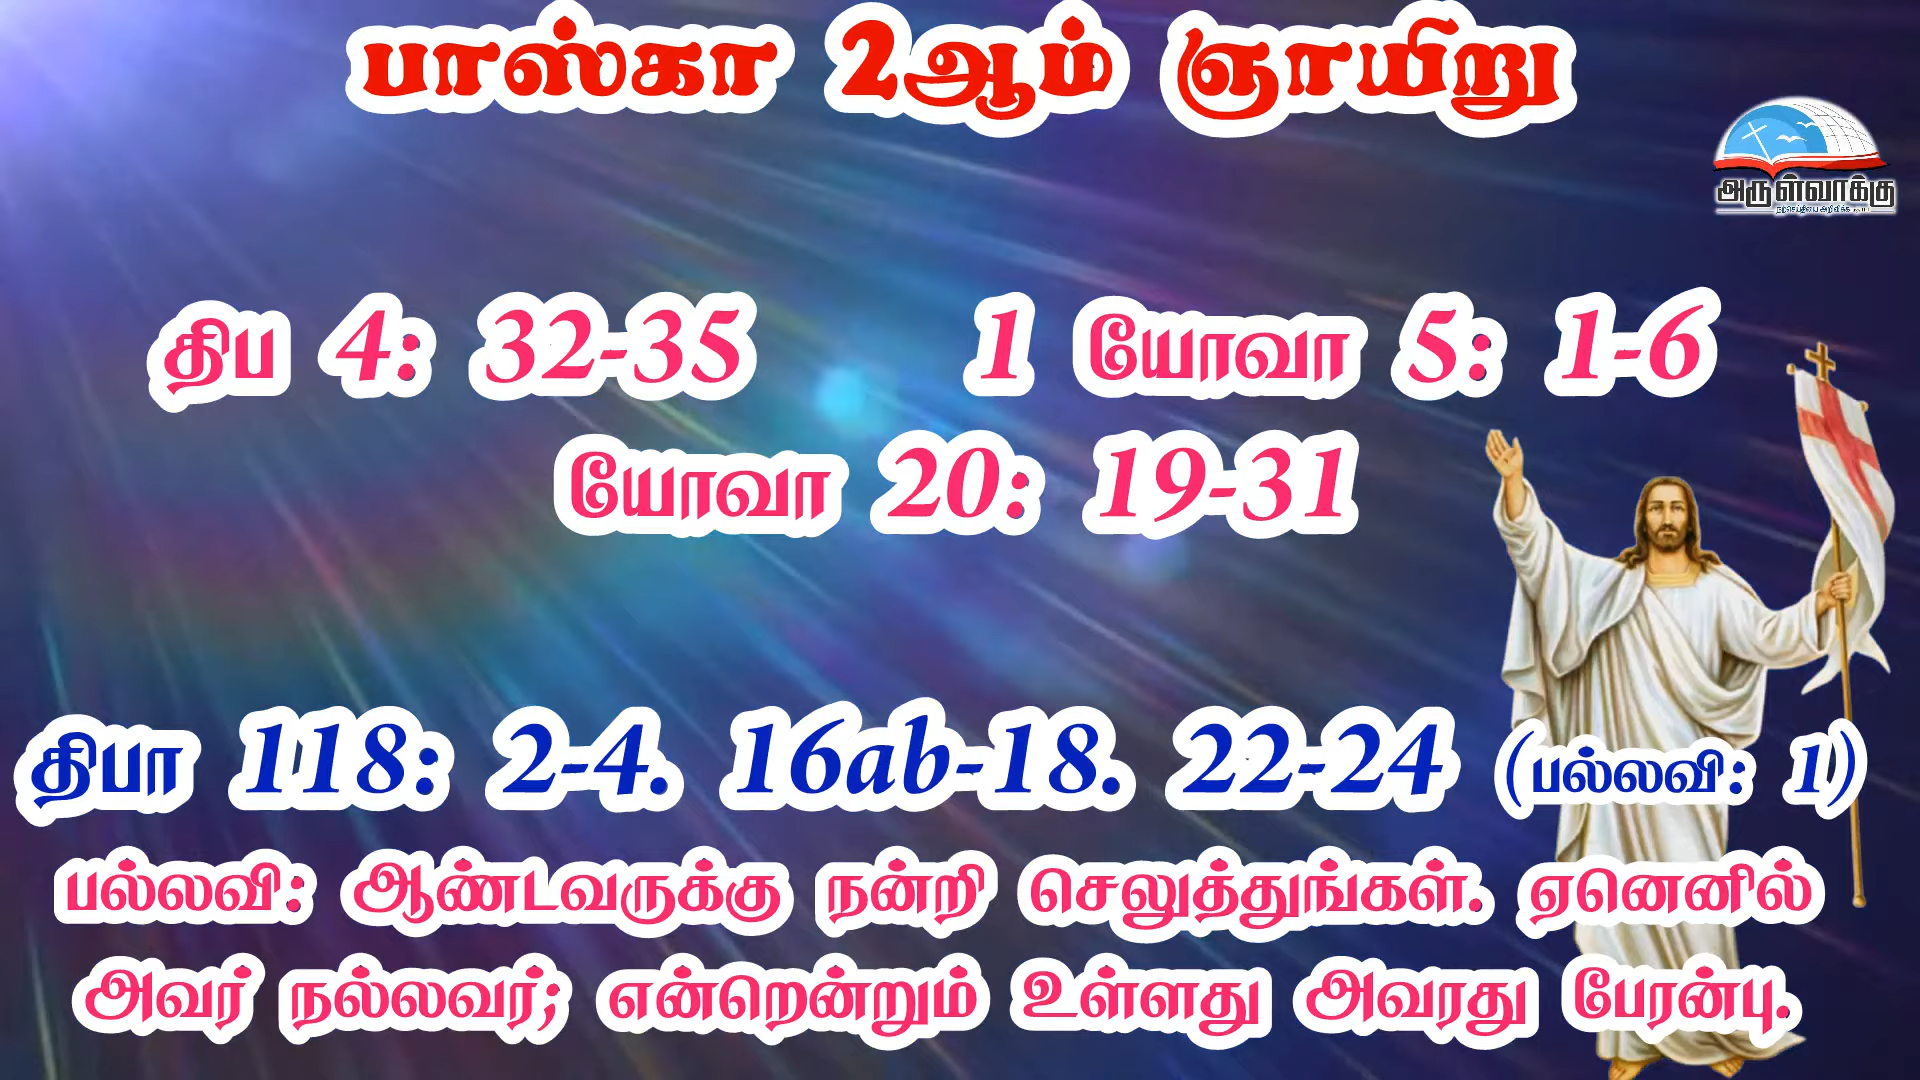 பாஸ்கா 2ஆம் ஞாயிறு
அருள்வாக்கு
திப 4: 32-35 1 யோவா 5: 1-6
யோவா 20: 19-31
திபா 118: 2-4. 16ab-18. 22-24 (பல்லவி: 1)
பல்லவி: ஆண்டவருக்கு நன்றி செலுத்துங்கள். ஏனெனில்
அவர் நல்லவர்; என்றென்றும் உள்ளது அவரது பேரன்பு.